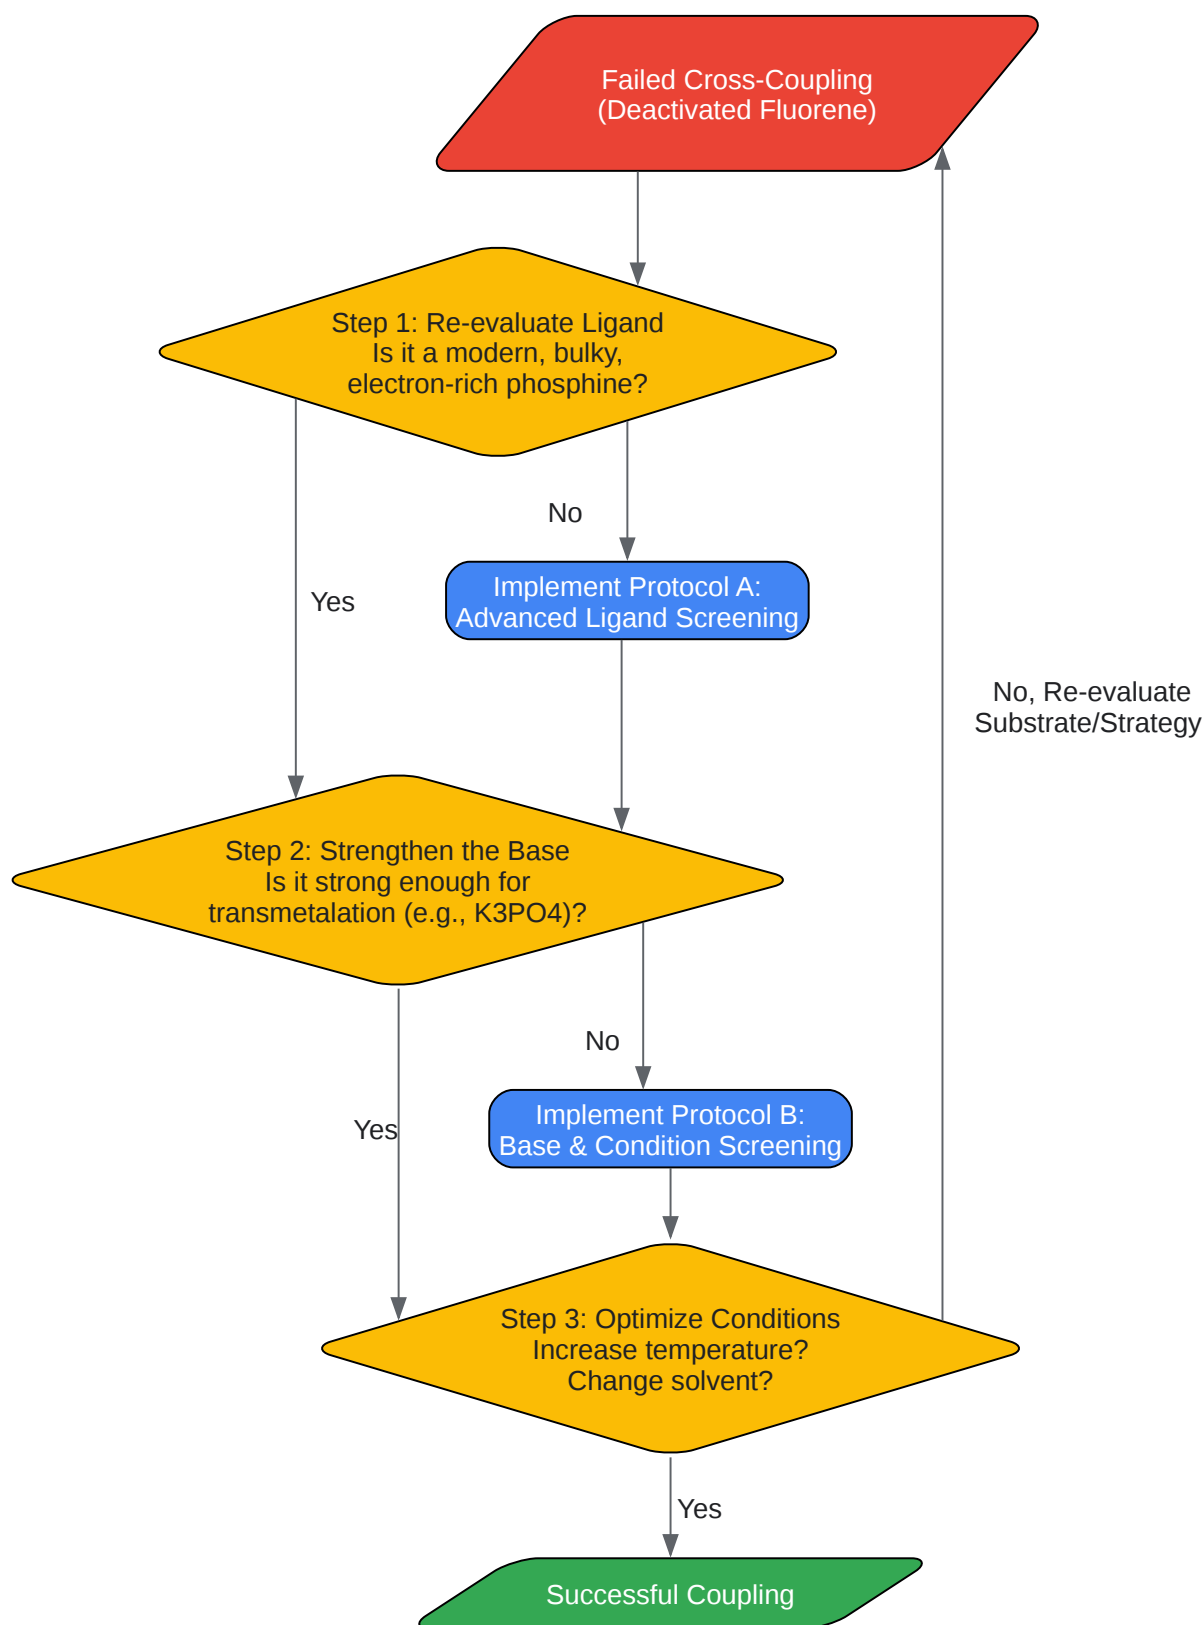 Failed Cross-Coupling
(Deactivated Fluorene)
Step 1: Re-evaluate Ligand
Is it a modern, bulky,
electron-rich phosphine?
No
Implement Protocol A:
Advanced Ligand Screening
Yes
No, Re-evaluate
Substrate/Strategy
Step 2: Strengthen the Base
Is it strong enough for
transmetalation (e.g., K3PO4)?
No
Implement Protocol B:
Base & Condition Screening
Yes
Step 3: Optimize Conditions
Increase temperature?
Change solvent?
Yes
Successful Coupling